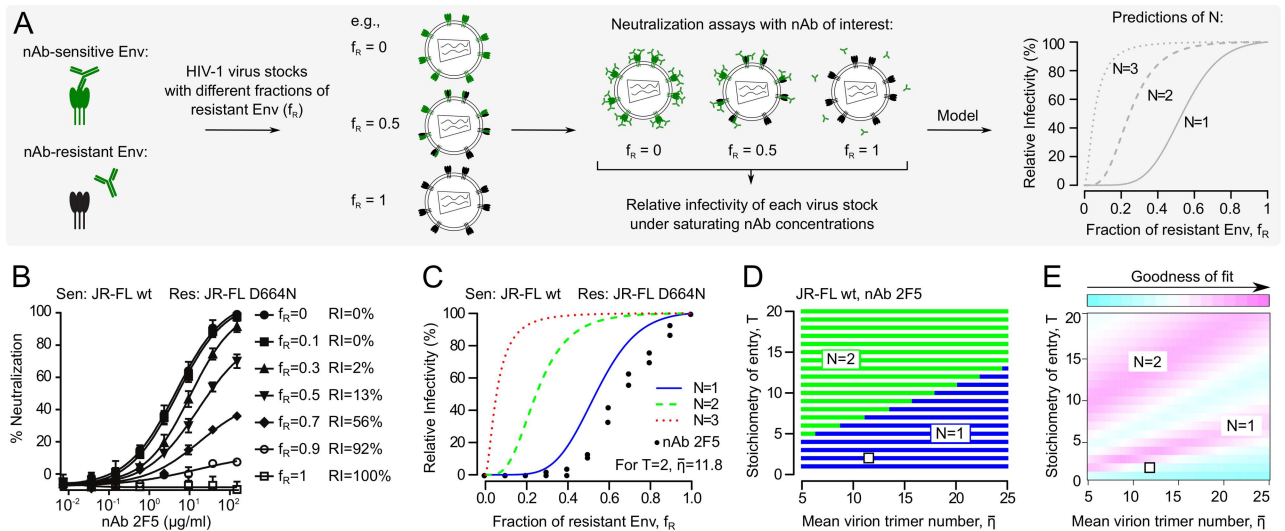 A
nAb-sensitive Env:
nAb-resistant Env:
HIV-1 virus stocks
with different fractions of
resistant Env (fR)
e.g.,
fR = 0
fR = 0.5
fR = 1
Neutralization assays with nAb of interest:
fR = 0
fR = 0.5
fR = 1
Relative infectivity of each virus stock
under saturating nAb concentrations
Model
Predictions of N:
Relative Infectivity (%)
100
80
60
40
20
0
N=3
N=2
N=1
0
0.2
0.4
0.6
0.8
1
Fraction of resistant Env, fR
B
Sen: JR-FL wt Res: JR-FL D664N
% Neutralization
100
80
60
40
20
0
10-2
10-1
100
101
102
nAb 2F5 (µg/ml)
fR=0 RI=0%
fR=0.1 RI=0%
fR=0.3 RI=2%
fR=0.5 RI=13%
fR=0.7 RI=56%
fR=0.9 RI=92%
fR=1 RI=100%
C
Sen: JR-FL wt Res: JR-FL D664N
Relative Infectivity (%)
100
80
60
40
20
0
N=1
N=2
N=3
nAb 2F5
For T=2, η̄=11.8
0.0
0.2
0.4
0.6
0.8
1.0
Fraction of resistant Env, fR
D
JR-FL wt, nAb 2F5
Stoichiometry of entry, T
20
15
10
5
0
N=2
N=1
5
10
15
20
25
Mean virion trimer number, η̄
E
Goodness of fit
Stoichometry of entry, T
20
15
10
5
0
N=2
N=1
5
10
15
20
25
Mean virion trimer number, η̄